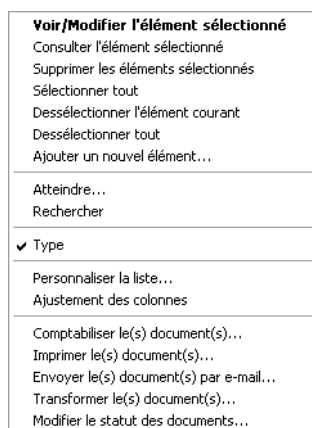 Voir/Modifier l'élément sélectionné
Consulter l'élément sélectionné
Supprimer les éléments sélectionnés
Sélectionner tout
Dessélectionner l'élément courant
Dessélectionner tout
Ajouter un nouvel élément...
Atteindre...
Rechercher
Type
Personnaliser la liste...
Ajustement des colonnes
Comptabiliser le(s) document(s)...
Imprimer le(s) document(s)...
Envoyer le(s) document(s) par e-mail...
Transformer le(s) document(s)...
Modifier le statut des documents...